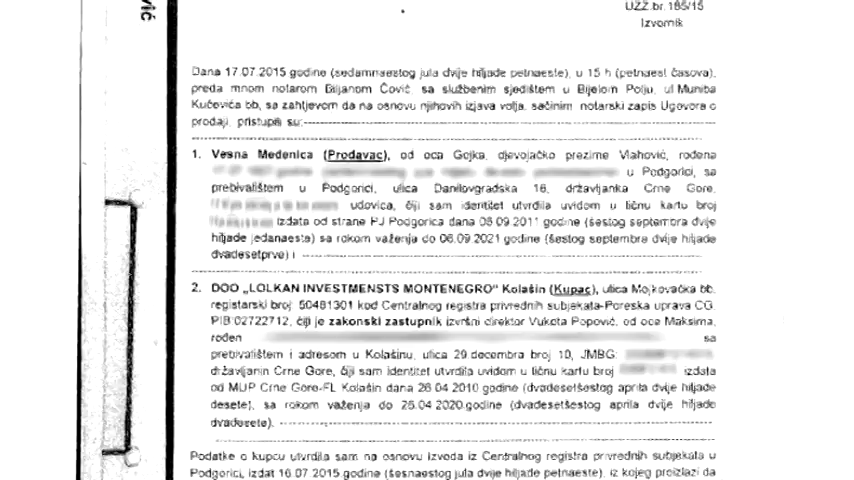 vić
UZZ.br.185/15
Izvornik
Dana 17.07.2015 godine (sedamnaestog jula dvije hiljade petnaeste), u 15 h (petnaest časova),
preda mnom notarom Biljanom Čović sa službenim sjedištem u Bijelom Polju, ul Muniba
Kučevića bb, sa zahtjevom da na osnovu njihovih izjava volja, sačinim notarski zapis Ugovora o
prodaji, pristupili su:
1. Vesna Medenica (Prodavac), od oca Gojka, djevojačko prezime Vlahović, rođena
u Podgorici, sa
prebivalištem u Podgorici, ulica Danilovgradska 16, državljanka Crne Gore,
udovica, čiji sam identitet utvrdila uvidom u ličnu kartu broj
izdata od strane PJ Podgorica dana 06.09.2011 godine (šestog septembra dvije
hiljade jedanaeste) sa rokom važenja do 06.09.2021 godine (šestog septembra dvije hiljade
dvadesetprve) i
2. DOO „LOLKAN INVESTMENSTS MONTENEGRO" Kolašin (Kupac), ulica Mojkovačka bb,
registarski broj 50481301 kod Centralnog registra privrednih subjekata-Poreska uprava CG,
PIB:02722712, čiji je zakonski zastupnik izvršni direktor Vukota Popović, od oca Maksima,
rođen sa
prebivalištem i adresom u Kolašinu, ulica 29 decembra broj 10, JMBG:
državljanin Crne Gore, čiji sam identitet utvrdila uvidom u ličnu kartu broj izdata
od MUP Crne Gore-FL Kolašin dana 26.04.2010 godine (dvadesetšestog aprila dvije hiljade
desete), sa rokom važenja do 26.04.2020.godine (dvadesetšestog aprila dvije hiljade
dvadesete).
Podatke o kupcu utvrdila sam na osnovu izvoda iz Centralnog registra privrednih subjekata u
Podgorici, izdat 16.07.2015.godine (šesnaestog jula dvije hiljade petnaeste), iz kojeg proizlazi da